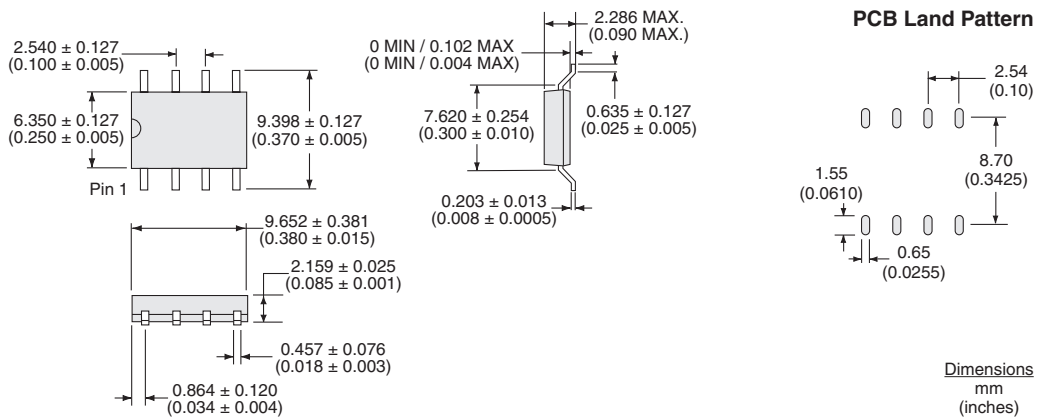 2.540 ± 0.127
(0.100 ± 0.005)
6.350 ± 0.127
(0.250 ± 0.005)
9.398 ± 0.127
(0.370 ± 0.005)
Pin 1
9.652 ± 0.381
(0.380 ± 0.015)
2.159 ± 0.025
(0.085 ± 0.001)
0.457 ± 0.076
(0.018 ± 0.003)
0.864 ± 0.120
(0.034 ± 0.004)
2.286 MAX.
(0.090 MAX.)
0 MIN / 0.102 MAX
(0 MIN / 0.004 MAX)
7.620 ± 0.254
(0.300 ± 0.010)
0.635 ± 0.127
(0.025 ± 0.005)
0.203 ± 0.013
(0.008 ± 0.0005)
PCB Land Pattern
2.54
(0.10)
8.70
(0.3425)
1.55
(0.0610)
0.65
(0.0255)
Dimensions
mm
(inches)